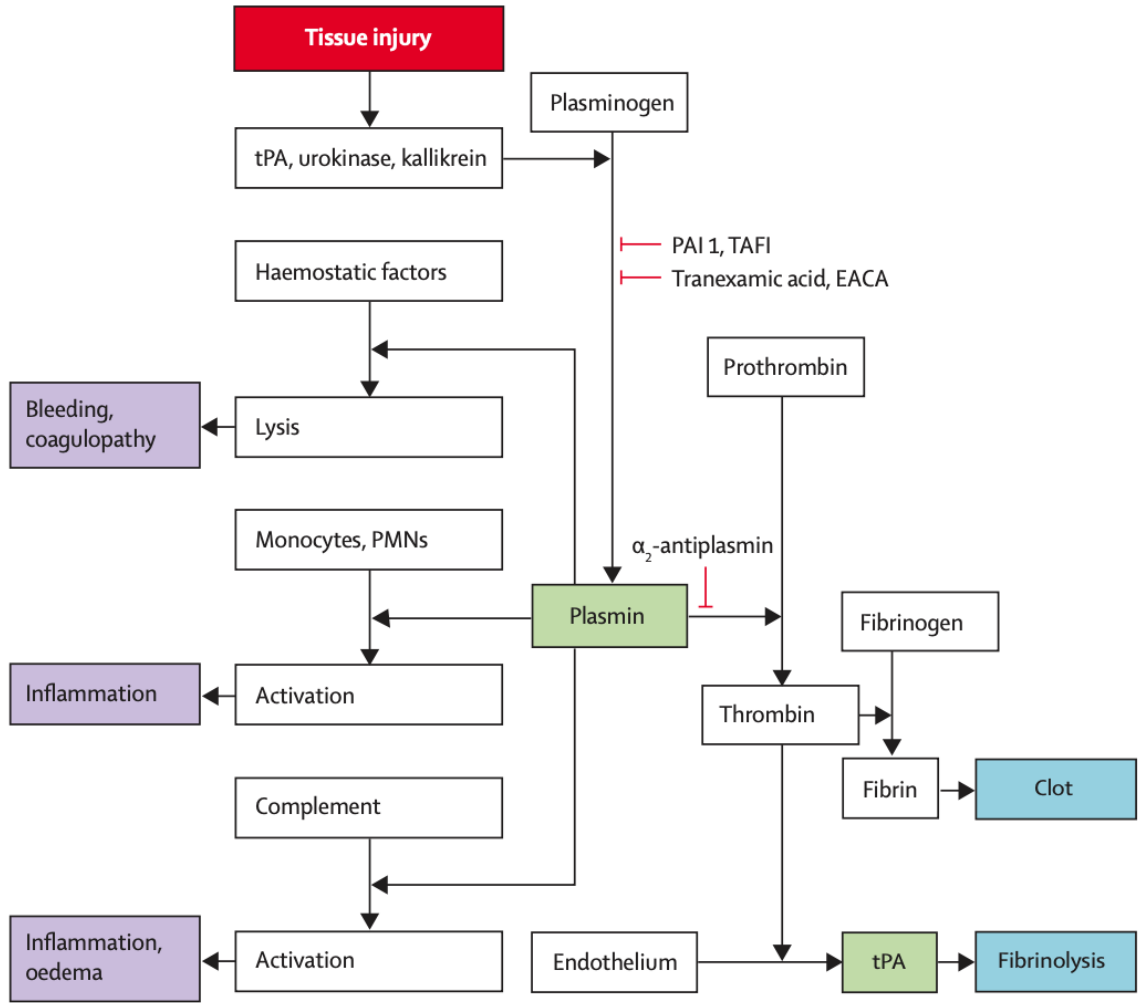 Tissue injury
Plasminogen
tPA, urokinase, kallikrein
PAI 1, TAFI
Haemostatic factors
Tranexamic acid, EACA
Prothrombin
Bleeding,
coagulopathy
Lysis
Monocytes, PMNs
α₂-antiplasmin
Plasmin
Fibrinogen
Inflammation
Activation
Thrombin
Fibrin
Clot
Complement
Inflammation,
oedema
Activation
Endothelium
tPA
Fibrinolysis